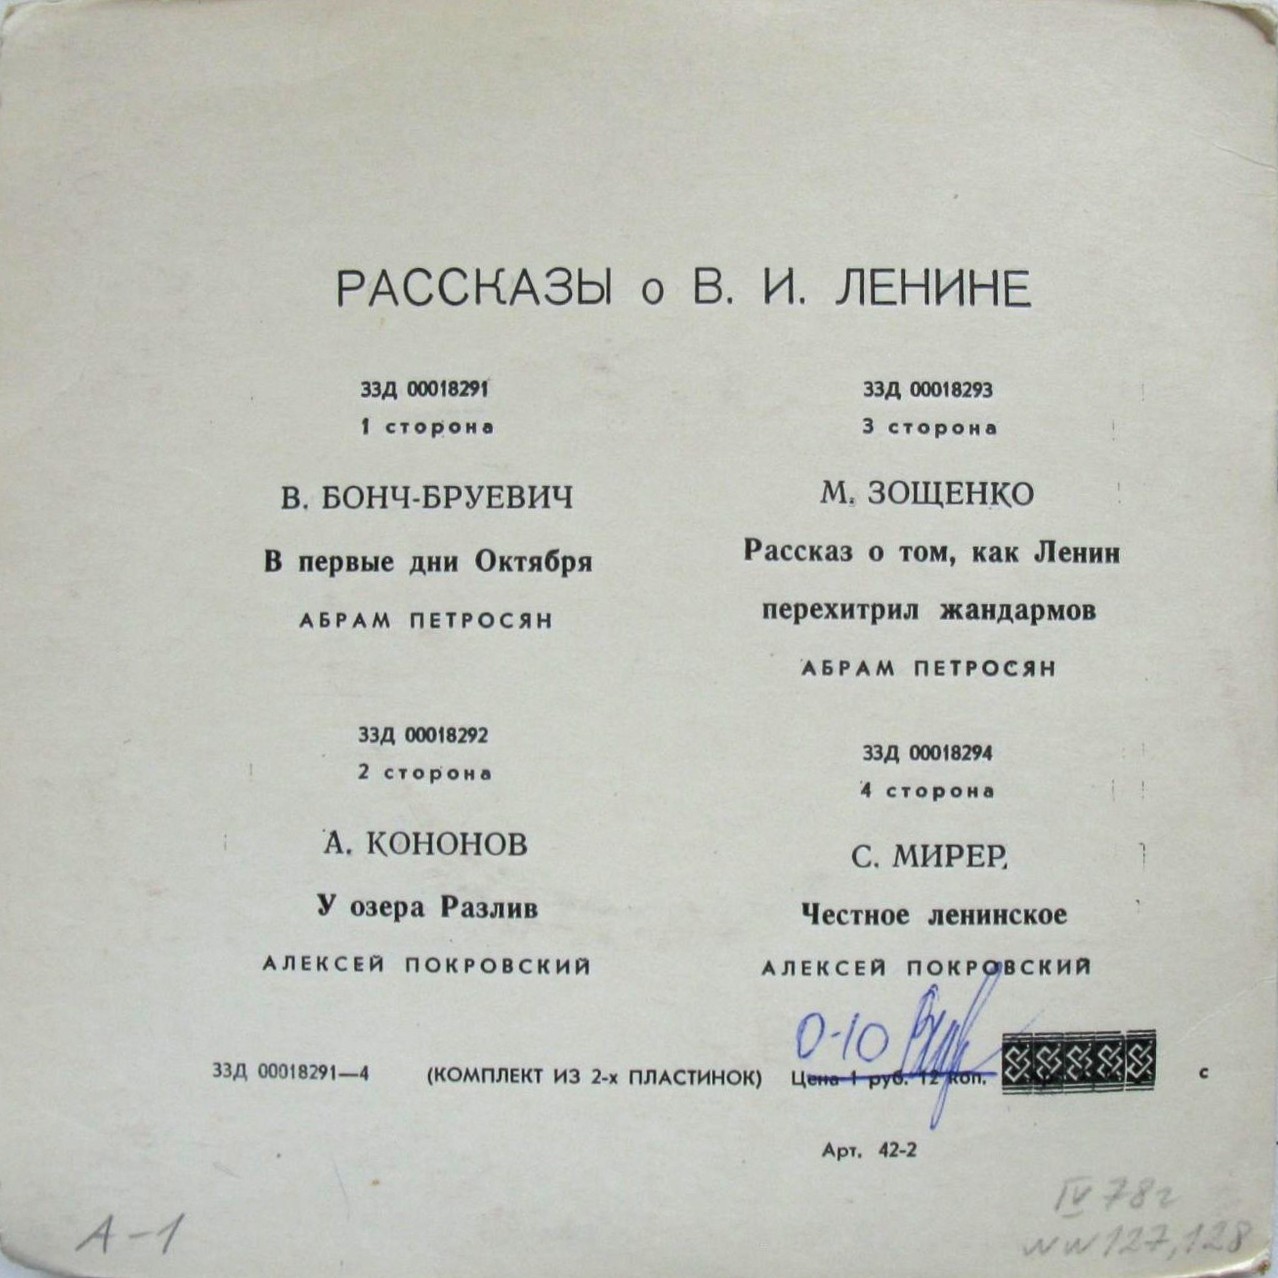 РАССКАЗЫ о В. И. ЛЕНИНЕ
33Д 00018291
1 сторона
В. БОНЧ-БРУЕВИЧ
В первые дни Октября
АБРАМ ПЕТРОСЯН
33Д 00018292
2 сторона
А. КОНОНОВ
У озера Разлив
АЛЕКСЕЙ ПОКРОВСКИЙ
33Д 00018293
3 сторона
М. ЗОЩЕНКО
Рассказ о том, как Ленин
перехитрил жандармов
АБРАМ ПЕТРОСЯН
33Д 00018294
4 сторона
С. МИРЕР,
Честное ленинское
АЛЕКСЕЙ ПОКРОВСКИЙ
0-10
33Д 00018291—4 (КОМПЛЕКТ ИЗ 2-х ПЛАСТИНОК) Цена 1 руб. 12 коп. с
Арт. 42-2
IV 78г
NN 127,128
А-1